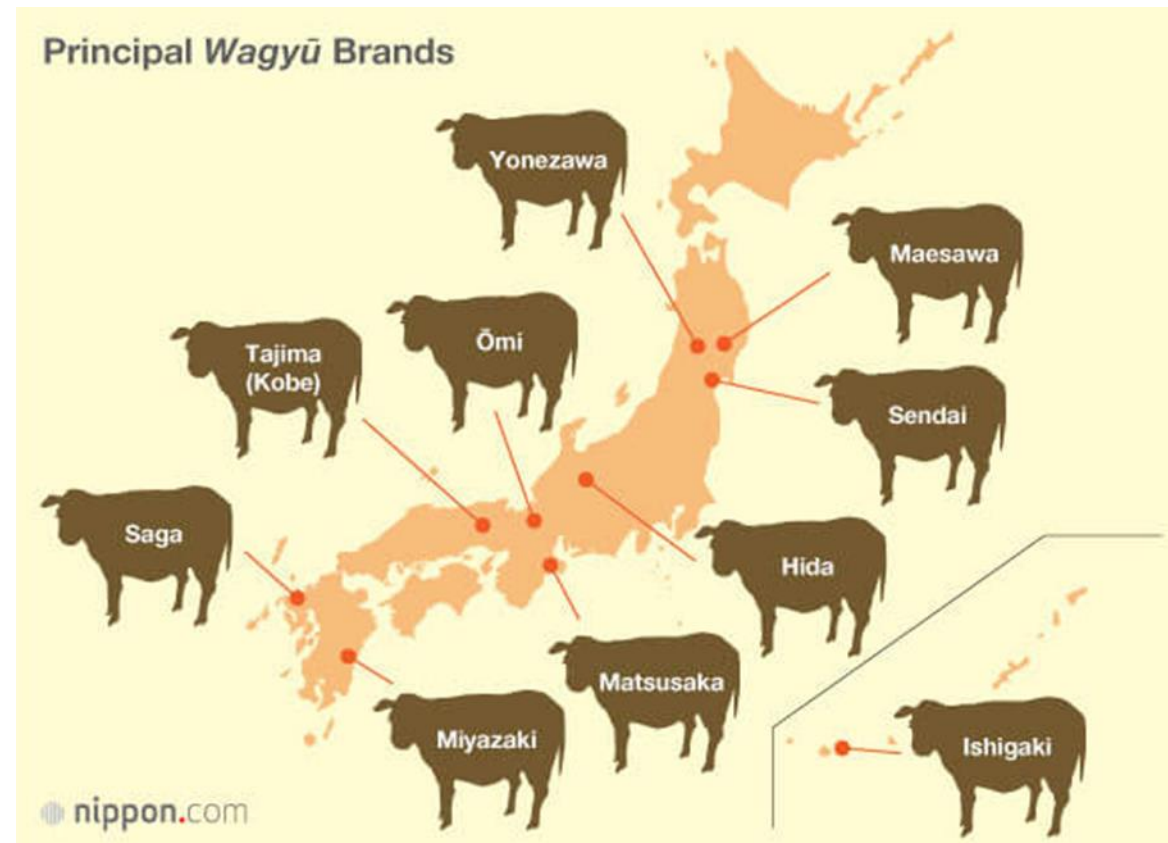 Principal Wagyū Brands
Yonezawa
Maesawa
Ōmi
Tajima
(Kobe)
Sendai
Saga
Hida
Matsusaka
Miyazaki
Ishigaki
nippon.com